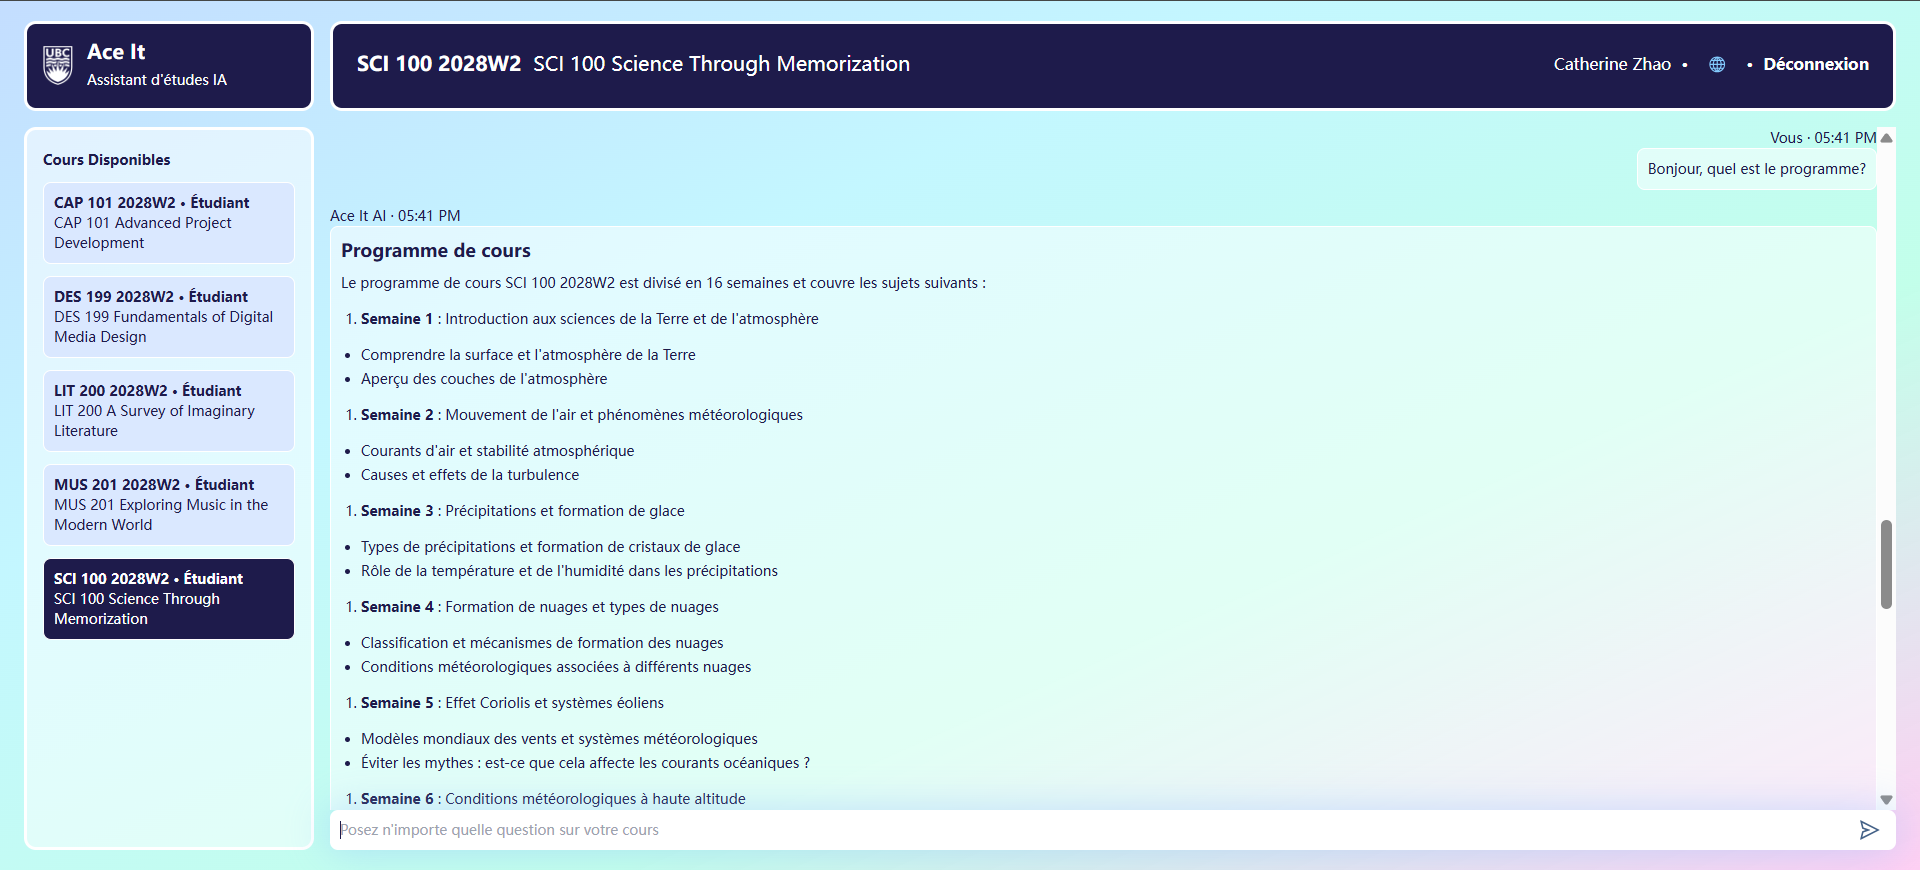 UBC
Ace It
Assistant d'études IA
SCI 100 2028W2 SCI 100 Science Through Memorization
Catherine Zhao • • Déconnexion
Cours Disponibles
CAP 101 2028W2 • Étudiant
CAP 101 Advanced Project
Development
DES 199 2028W2 • Étudiant
DES 199 Fundamentals of Digital
Media Design
LIT 200 2028W2 • Étudiant
LIT 200 A Survey of Imaginary
Literature
MUS 201 2028W2 • Étudiant
MUS 201 Exploring Music in the
Modern World
SCI 100 2028W2 • Étudiant
SCI 100 Science Through
Memorization
Vous · 05:41 PM
Bonjour, quel est le programme?
Ace It AI · 05:41 PM
Programme de cours
Le programme de cours SCI 100 2028W2 est divisé en 16 semaines et couvre les sujets suivants :
1. Semaine 1 : Introduction aux sciences de la Terre et de l'atmosphère
• Comprendre la surface et l'atmosphère de la Terre
• Aperçu des couches de l'atmosphère
1. Semaine 2 : Mouvement de l'air et phénomènes météorologiques
• Courants d'air et stabilité atmosphérique
• Causes et effets de la turbulence
1. Semaine 3 : Précipitations et formation de glace
• Types de précipitations et formation de cristaux de glace
• Rôle de la température et de l'humidité dans les précipitations
1. Semaine 4 : Formation de nuages et types de nuages
• Classification et mécanismes de formation des nuages
• Conditions météorologiques associées à différents nuages
1. Semaine 5 : Effet Coriolis et systèmes éoliens
• Modèles mondiaux des vents et systèmes météorologiques
• Éviter les mythes : est-ce que cela affecte les courants océaniques ?
1. Semaine 6 : Conditions météorologiques à haute altitude
Posez n'importe quelle question sur votre cours